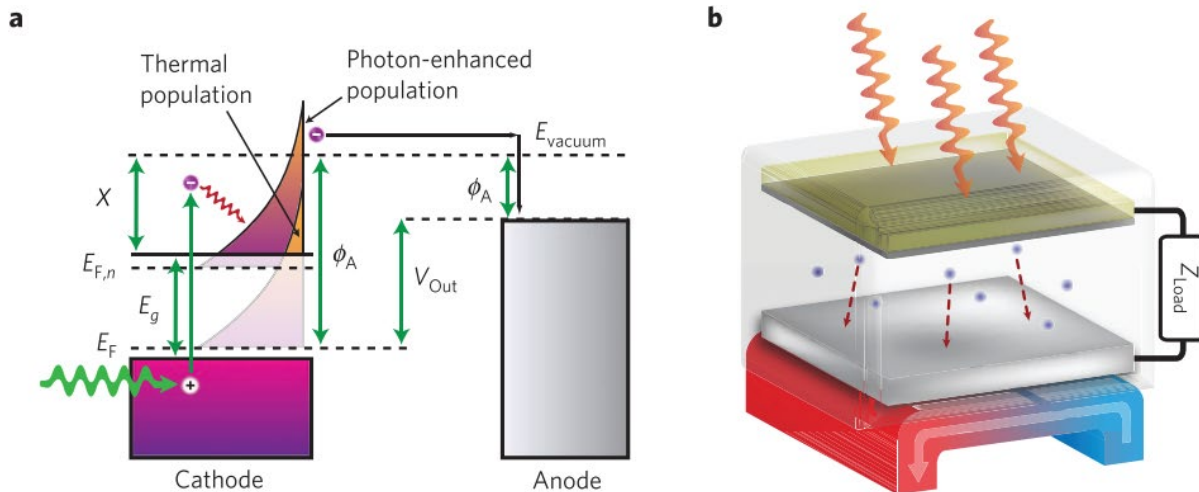 a
Thermal
population
Photon-enhanced
population
−
E_vacuum
−
χ
ϕ_A
E_F,n
E_g
ϕ_A
V_Out
E_F
+
Cathode
Anode
b
Z_Load